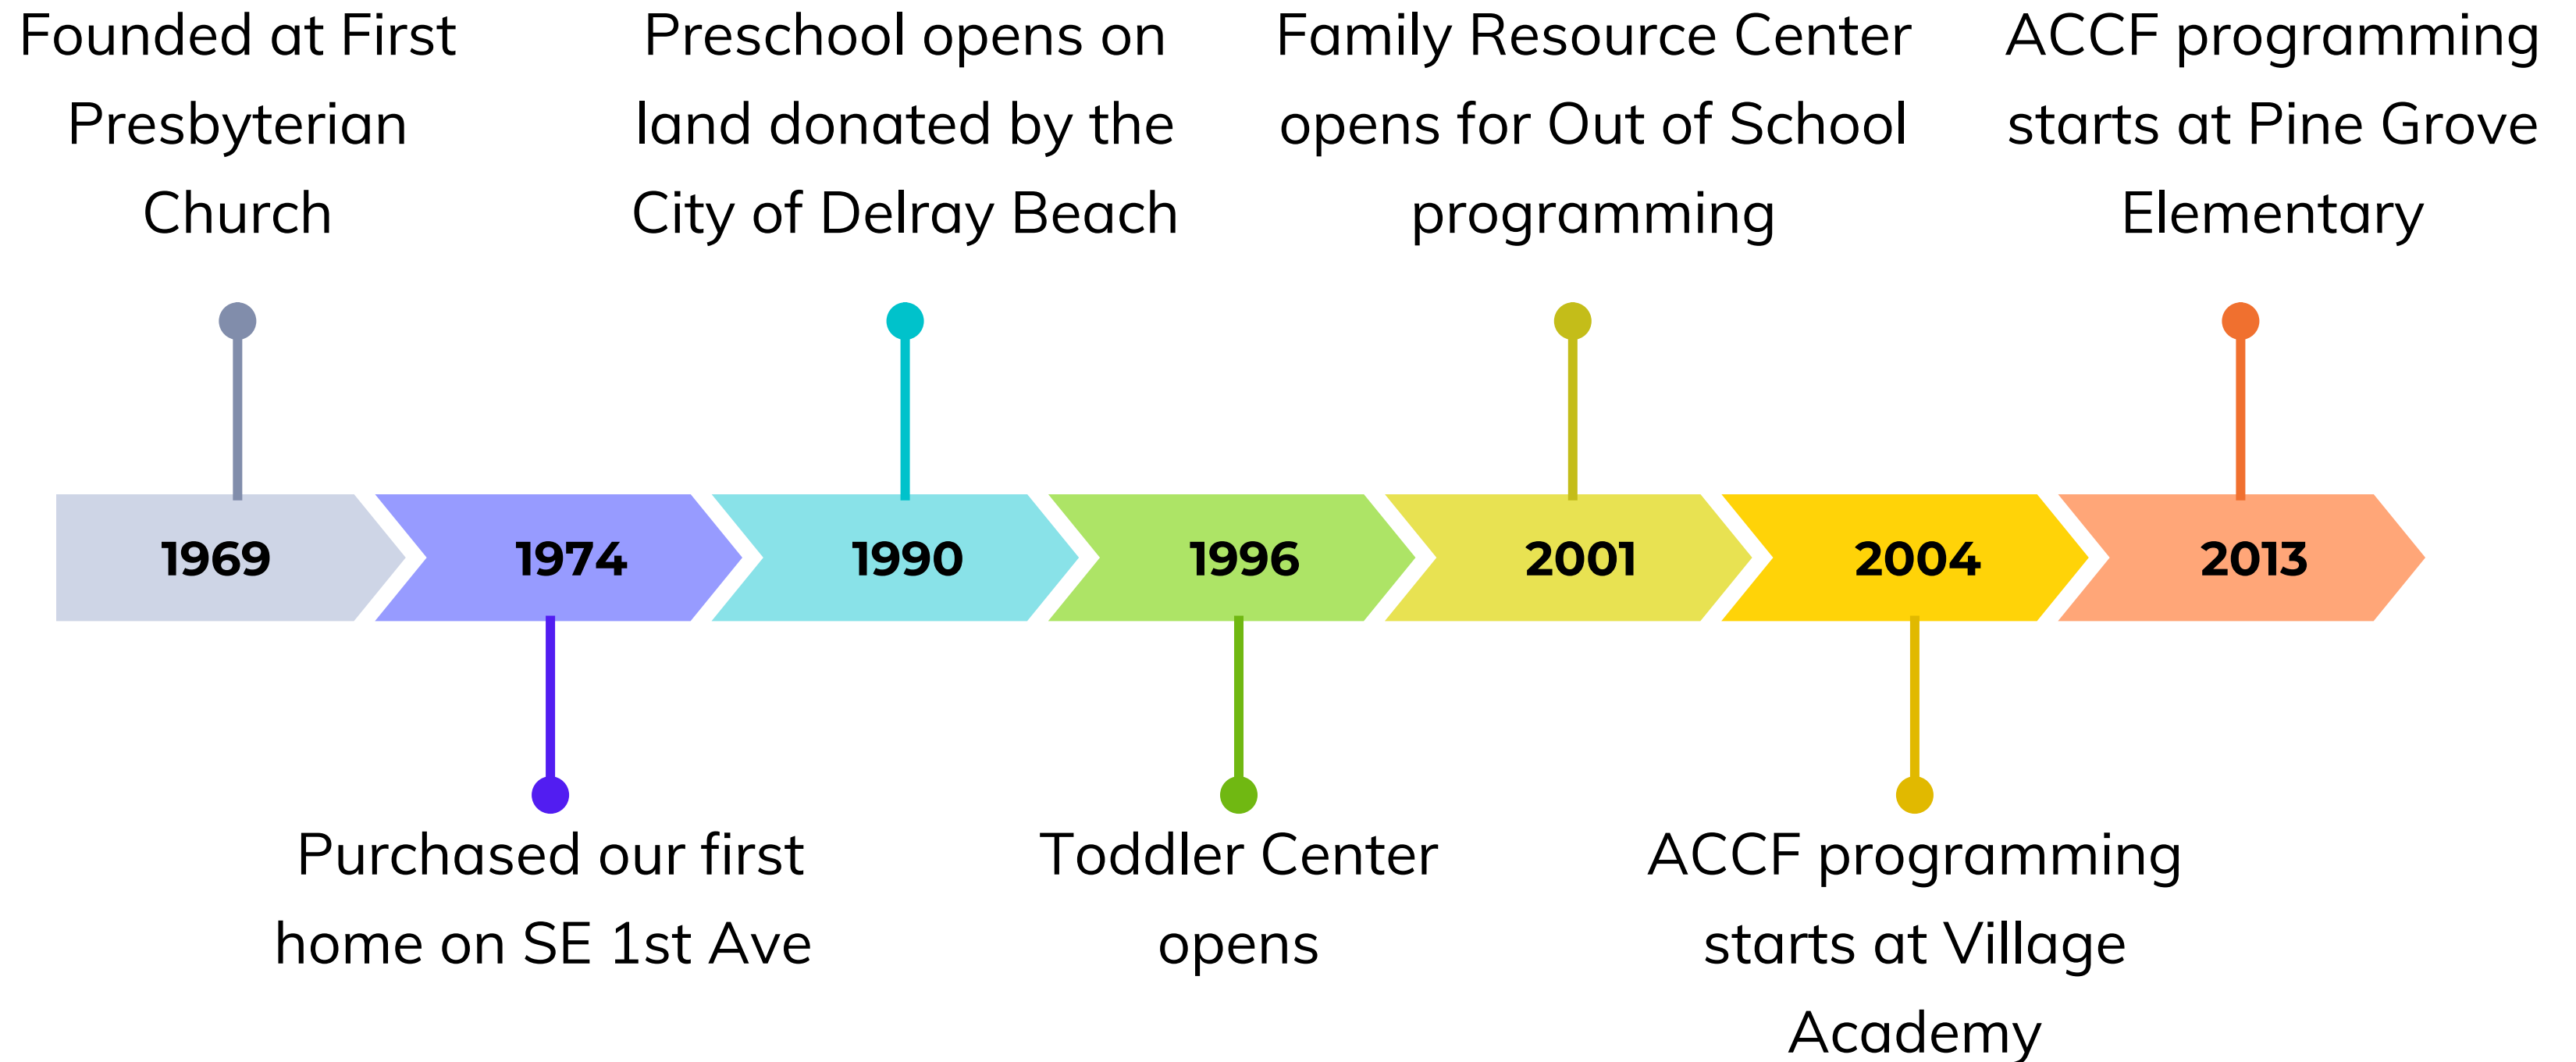 Founded at First
Presbyterian
Church
Preschool opens on
land donated by the
City of Delray Beach
Family Resource Center
opens for Out of School
programming
ACCF programming
starts at Pine Grove
Elementary
1969
1974
1990
1996
2001
2004
2013
Purchased our first
home on SE 1st Ave
Toddler Center
opens
ACCF programming
starts at Village
Academy